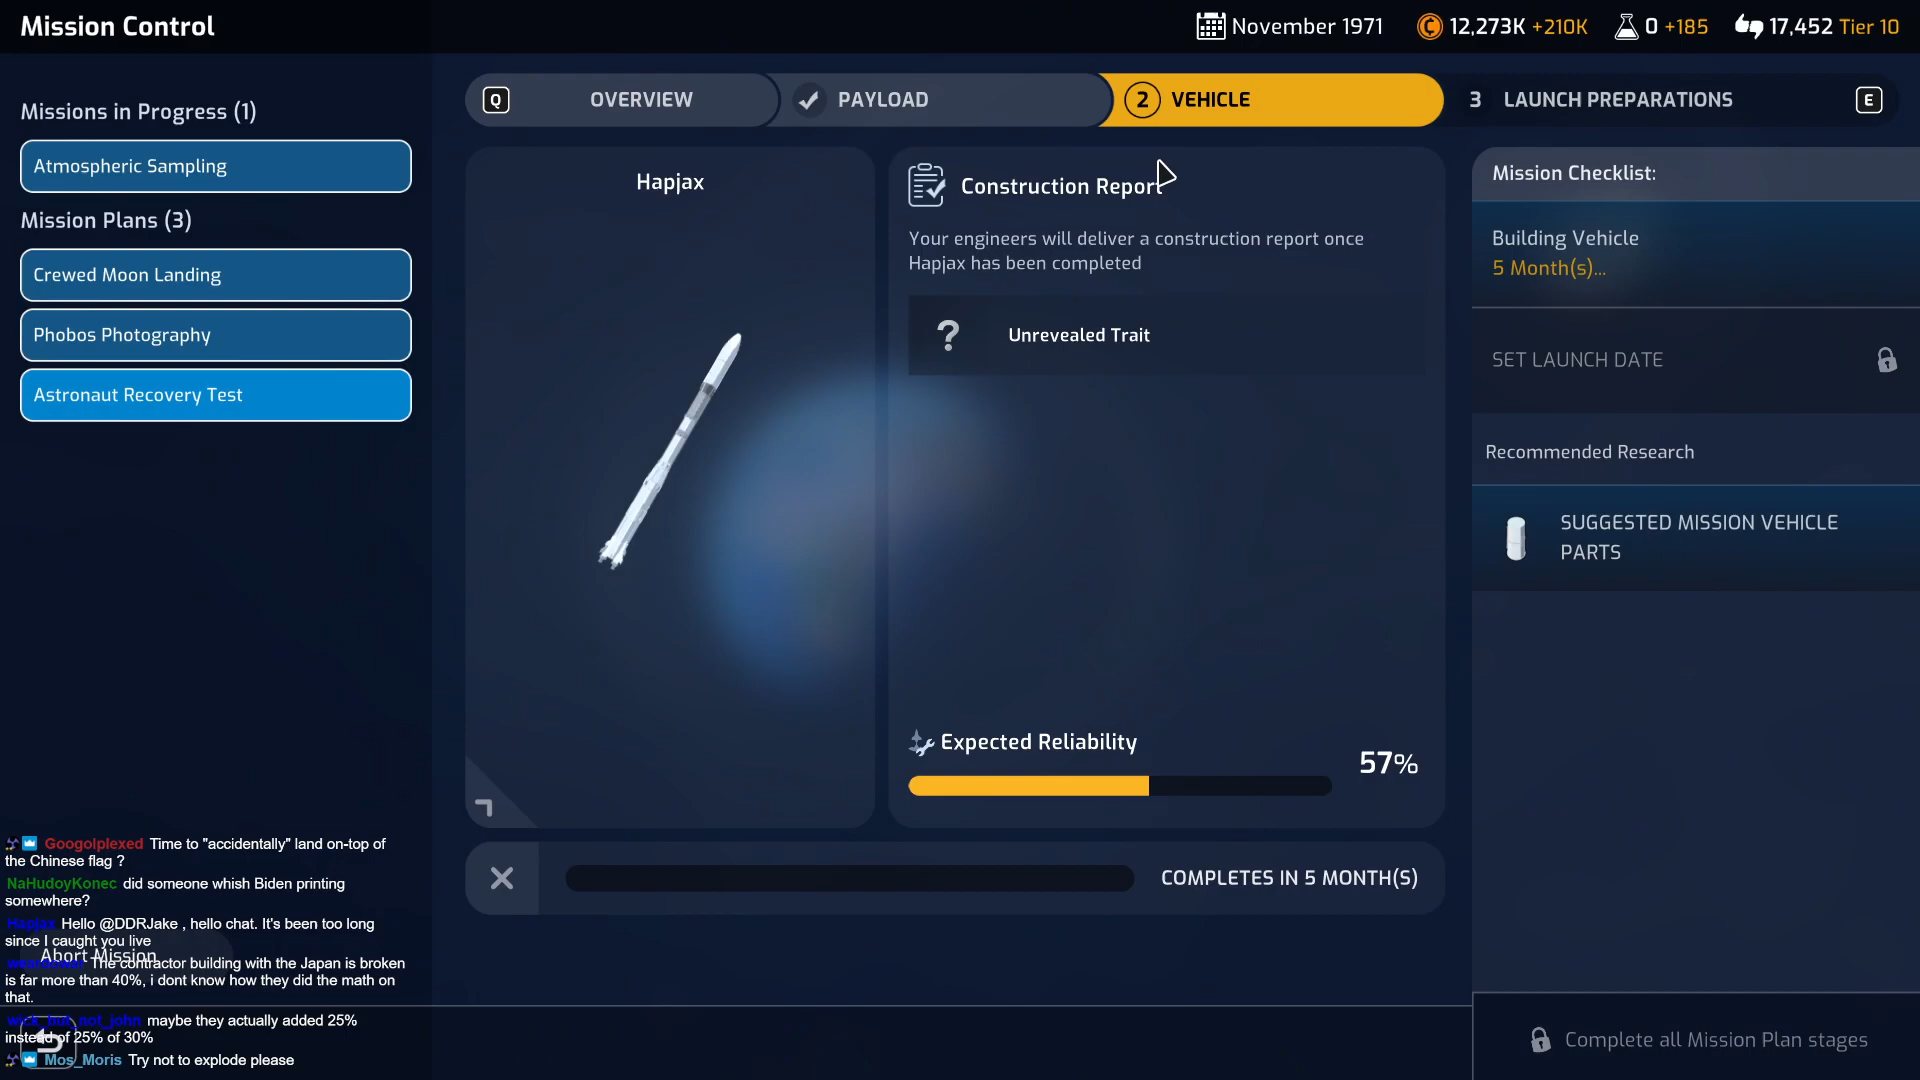 Mission Control
November 1971
12,273K +210K
0 +185
17,452 Tier 10
Missions in Progress (1)
Atmospheric Sampling
Mission Plans (3)
Crewed Moon Landing
Phobos Photography
Astronaut Recovery Test
Q
OVERVIEW
PAYLOAD
2 VEHICLE
3 LAUNCH PREPARATIONS
E
Hapjax
Construction Report
Your engineers will deliver a construction report once
Hapjax has been completed
? Unrevealed Trait
Expected Reliability
57%
COMPLETES IN 5 MONTH(S)
Mission Checklist:
Building Vehicle
5 Month(s)...
SET LAUNCH DATE
Recommended Research
SUGGESTED MISSION VEHICLE
PARTS
Complete all Mission Plan stages
Googolplexed Time to "accidentally" land on-top of
the Chinese flag ?
NaHudoyKonec did someone whish Biden printing
somewhere?
Hapjax Hello @DDRJake , hello chat. It's been too long
since I caught you live
Abort Mission
The contractor building with the Japan is broken
is far more than 40%, i dont know how they did the math on
that.
wick_but_not_john maybe they actually added 25%
instead of 25% of 30%
Mos_Moris Try not to explode please